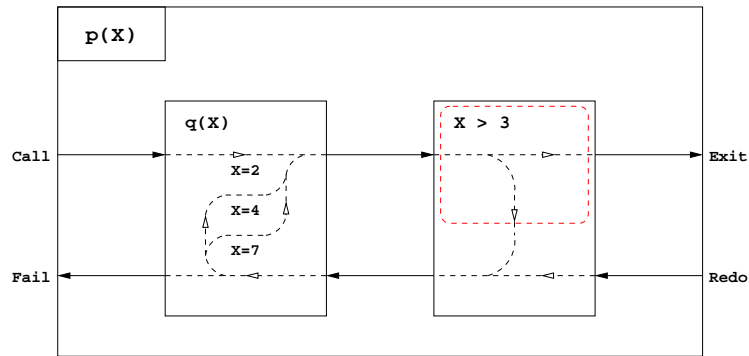 p(X)
q(X)
X > 3
Call
Exit
X=2
X=4
X=7
Fail
Redo